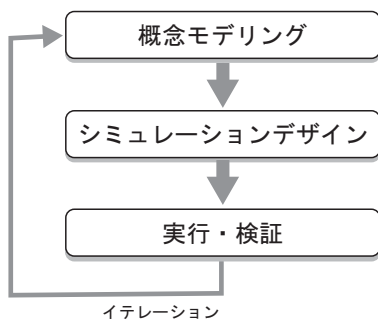 概念モデリング
シミュレーションデザイン
実行・検証
イテレーション